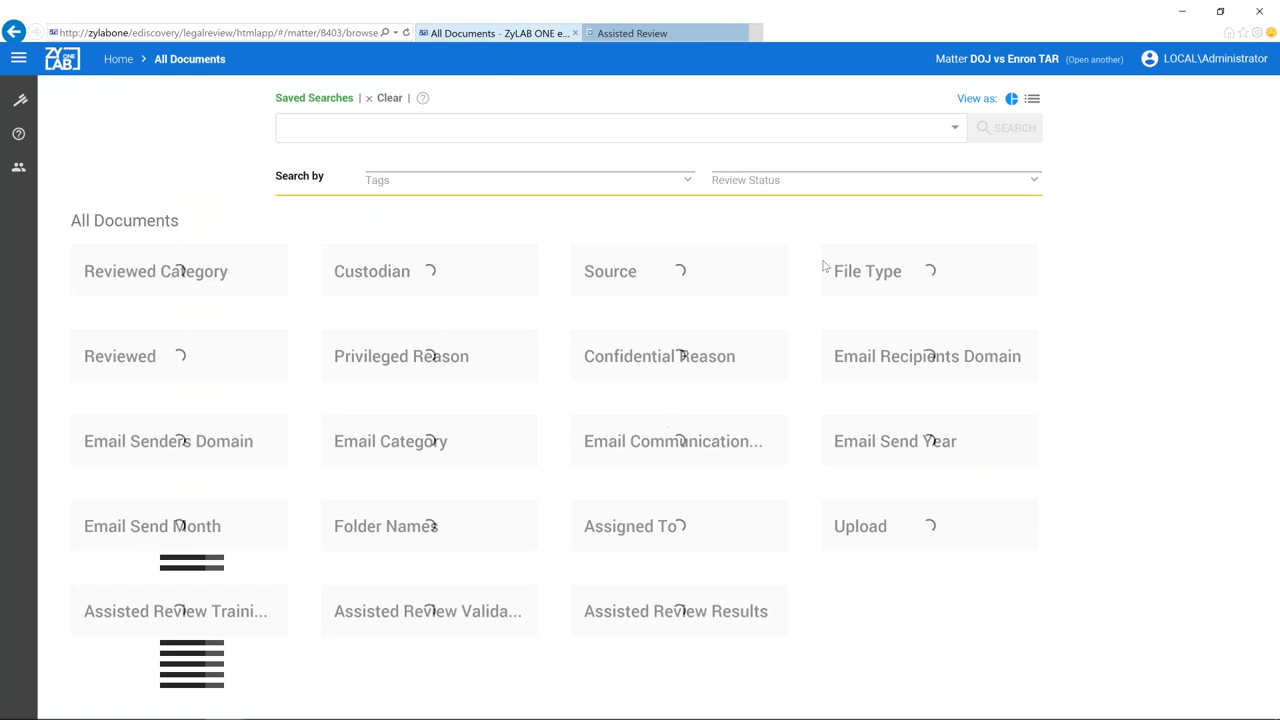 http://zylabone/ediscovery/legalreview/htmlapp/#/matter/8403/browse
All Documents - ZyLAB ONE e...
Assisted Review
ZY ONE LAB
Home > All Documents
Matter DOJ vs Enron TAR (Open another)
LOCAL\Administrator
Saved Searches | × Clear | ?
View as:
SEARCH
Search by
Tags
Review Status
All Documents
Reviewed Category
Custodian
Source
File Type
Reviewed
Privileged Reason
Confidential Reason
Email Recipients Domain
Email Senders Domain
Email Category
Email Communication...
Email Send Year
Email Send Month
Folder Names
Assigned To
Upload
Assisted Review Traini...
Assisted Review Valida...
Assisted Review Results